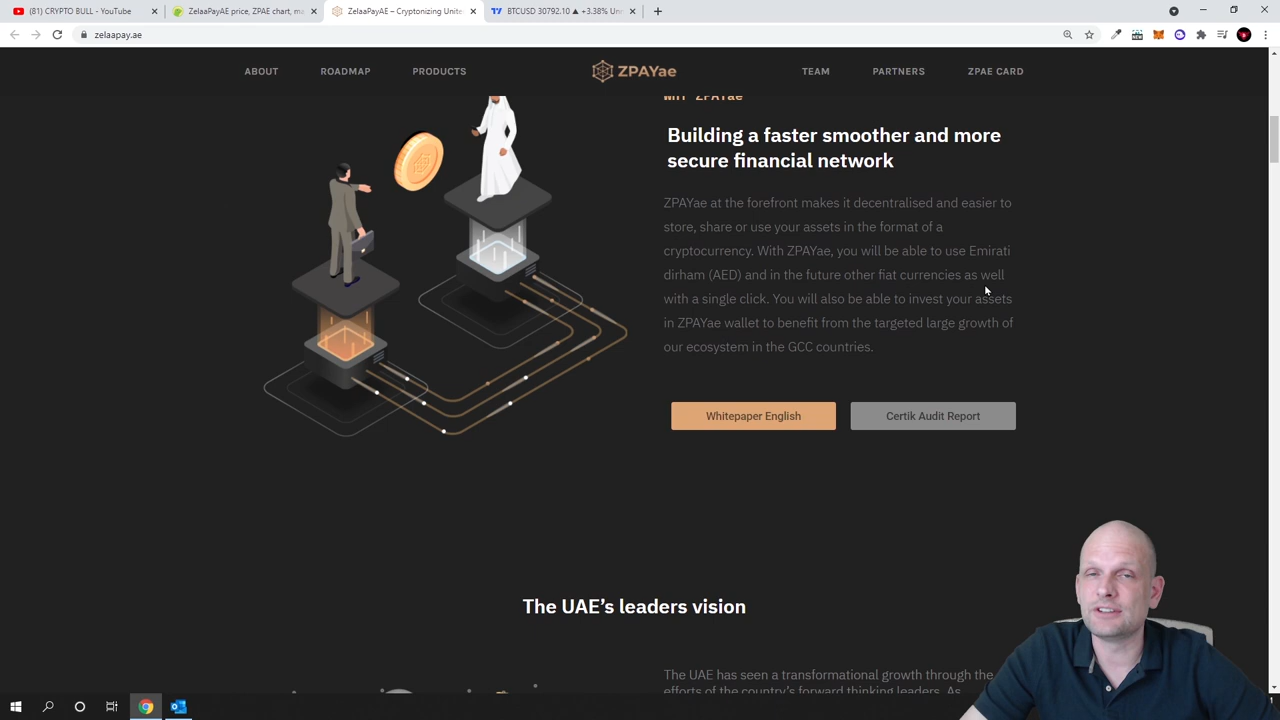 (81) CRYPTO BULL - YouTube
ZelaaPayAE price, ZPAE chart, ma
ZelaaPayAE – Cryptonizing Unite
BTCUSD 30792.10 ▲ +3.38% Un
zelaapay.ae
ABOUT
ROADMAP
PRODUCTS
ZPAYae
TEAM
PARTNERS
ZPAE CARD
WHY ZPAYae
Building a faster smoother and more
secure financial network
ZPAYae at the forefront makes it decentralised and easier to
store, share or use your assets in the format of a
cryptocurrency. With ZPAYae, you will be able to use Emirati
dirham (AED) and in the future other fiat currencies as well
with a single click. You will also be able to invest your assets
in ZPAYae wallet to benefit from the targeted large growth of
our ecosystem in the GCC countries.
Whitepaper English
Certik Audit Report
The UAE's leaders vision
The UAE has seen a transformational growth through the
efforts of the country's forward thinking leaders. As